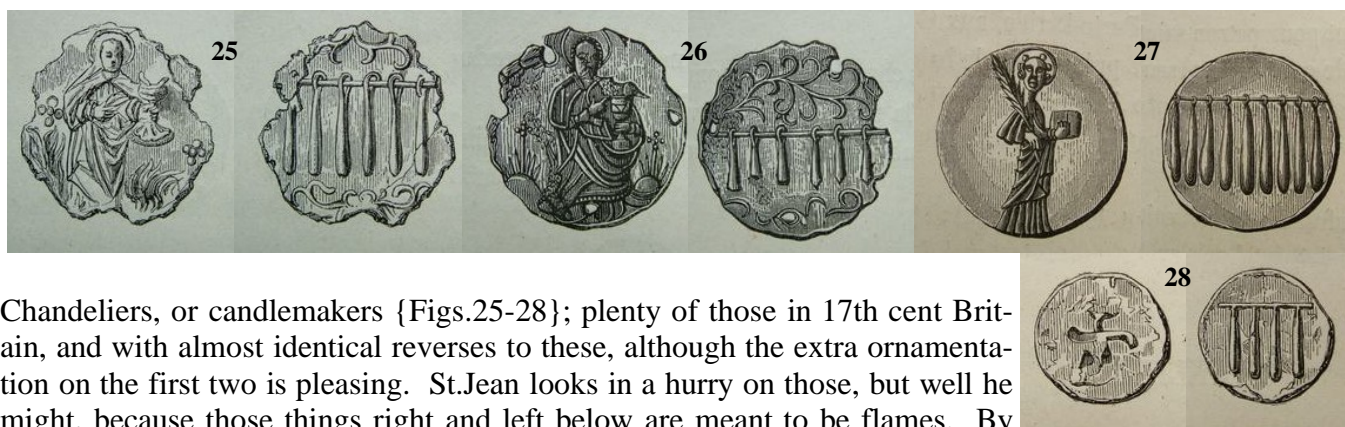 25 26 27
28
Chandeliers, or candlemakers {Figs.25-28}; plenty of those in 17th cent Brit-
ain, and with almost identical reverses to these, although the extra ornamenta-
tion on the first two is pleasing. St.Jean looks in a hurry on those, but well he
might, because those things right and left below are meant to be flames. By